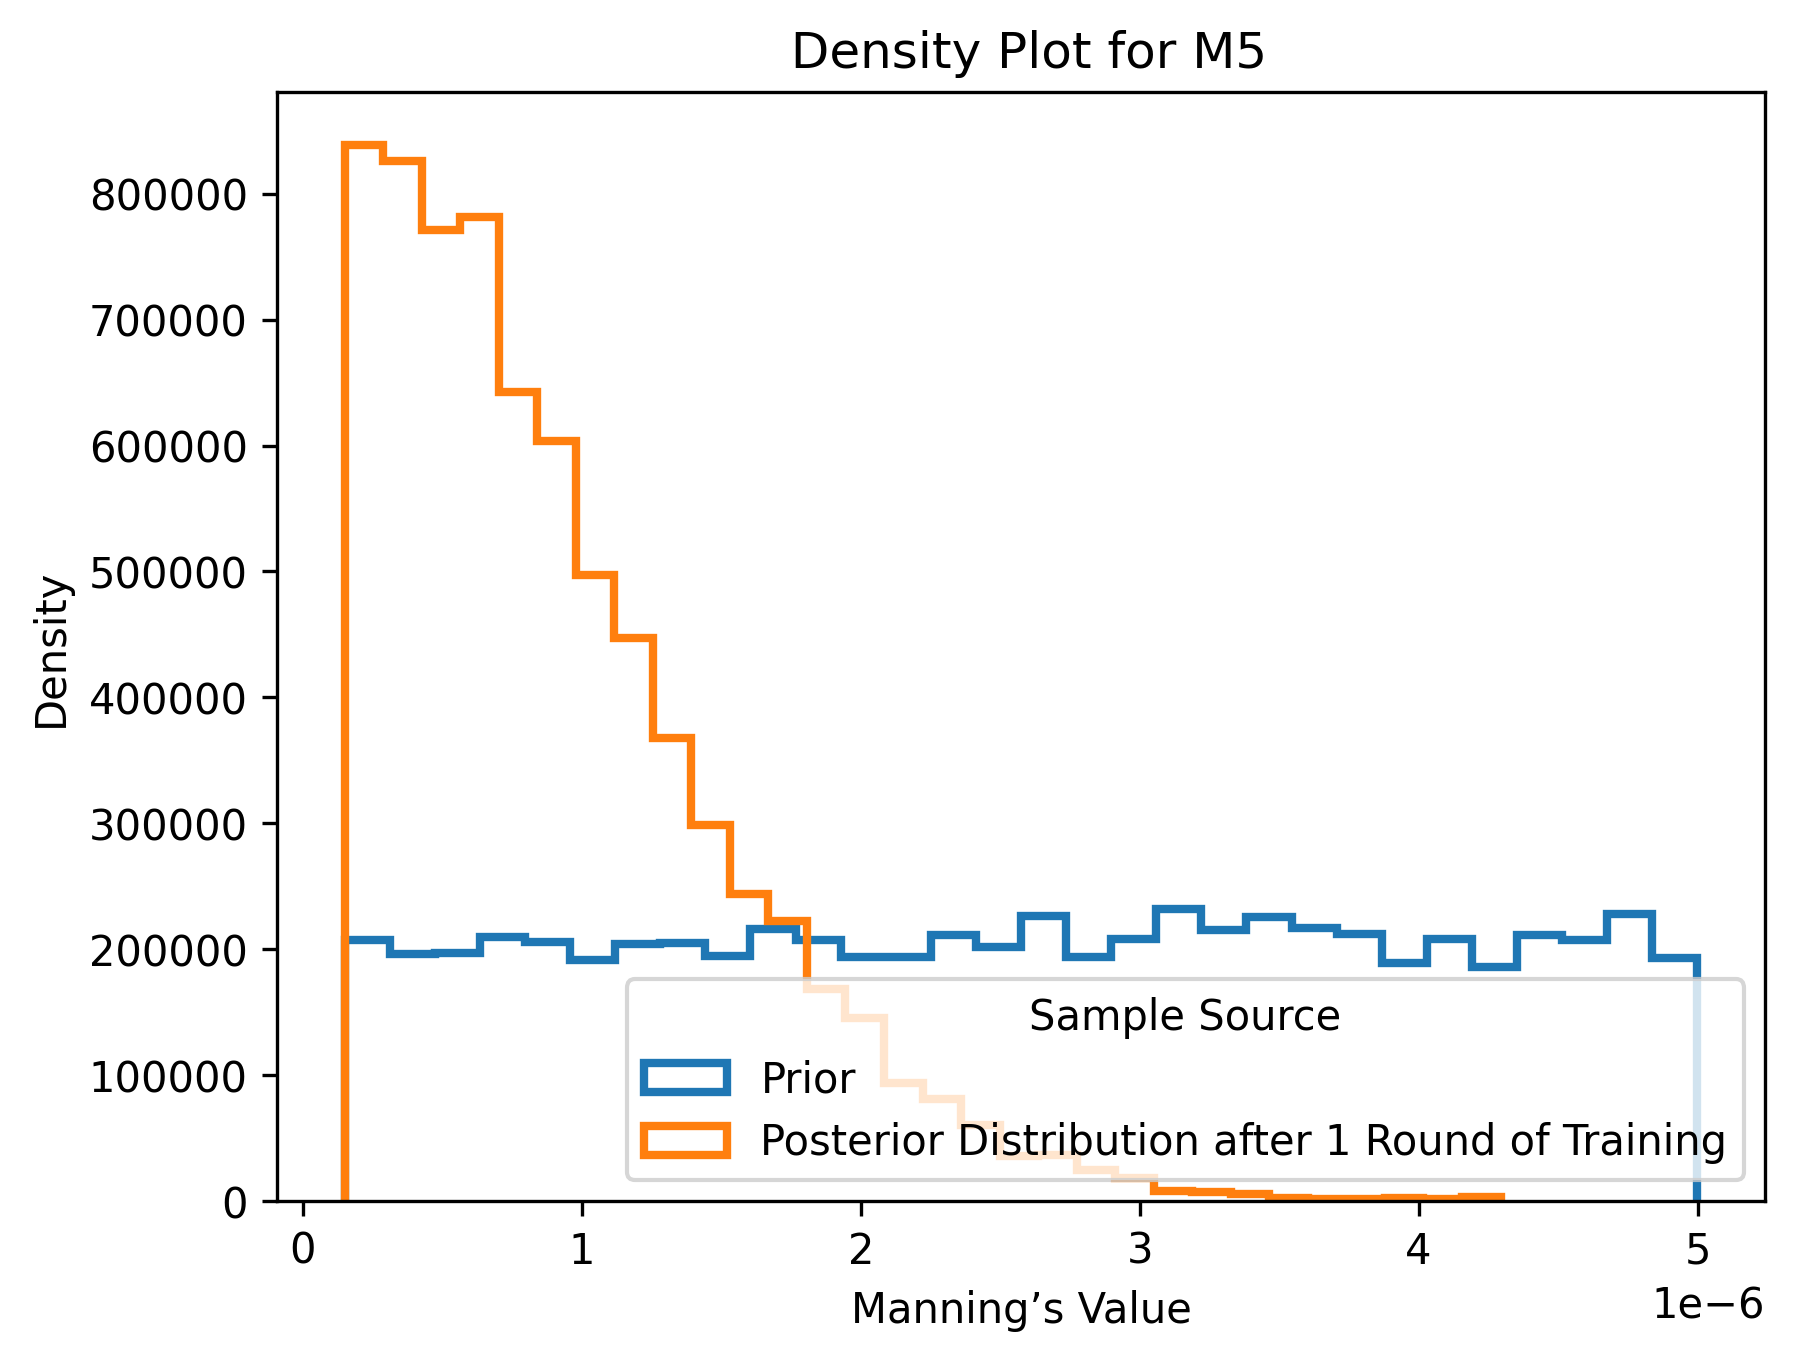 Density Plot for M5
Density
800000
700000
600000
500000
400000
300000
200000
100000
0
Sample Source
Prior
Posterior Distribution after 1 Round of Training
0 1 2 3 4 5
1e−6
Manning’s Value